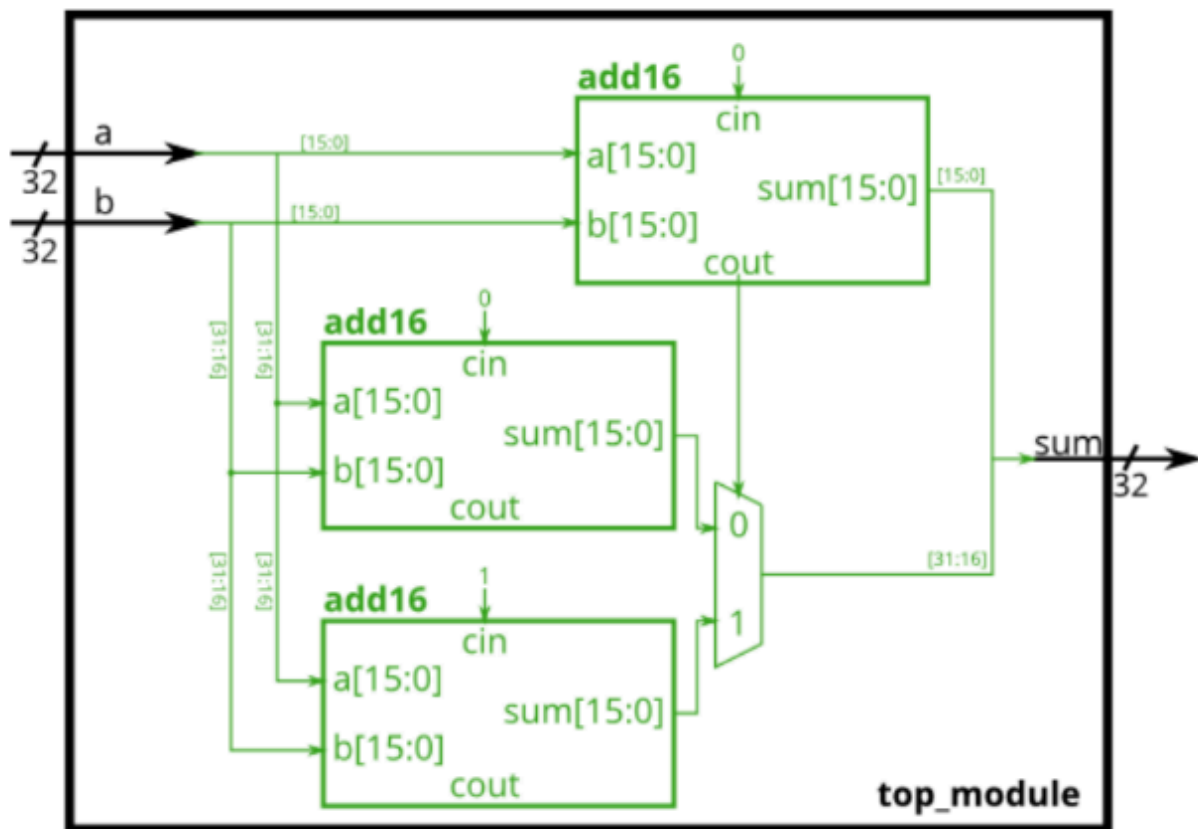 0
add16
cin
a
[15:0]
a[15:0]
32
sum[15:0]
[15:0]
b
[15:0]
b[15:0]
32
cout
0
add16
cin
[31:16]
[31:16]
a[15:0]
sum[15:0]
b[15:0]
cout
0
sum
32
[31:16]
[31:16]
[31:16]
1
add16
1
cin
a[15:0]
sum[15:0]
b[15:0]
cout
top_module